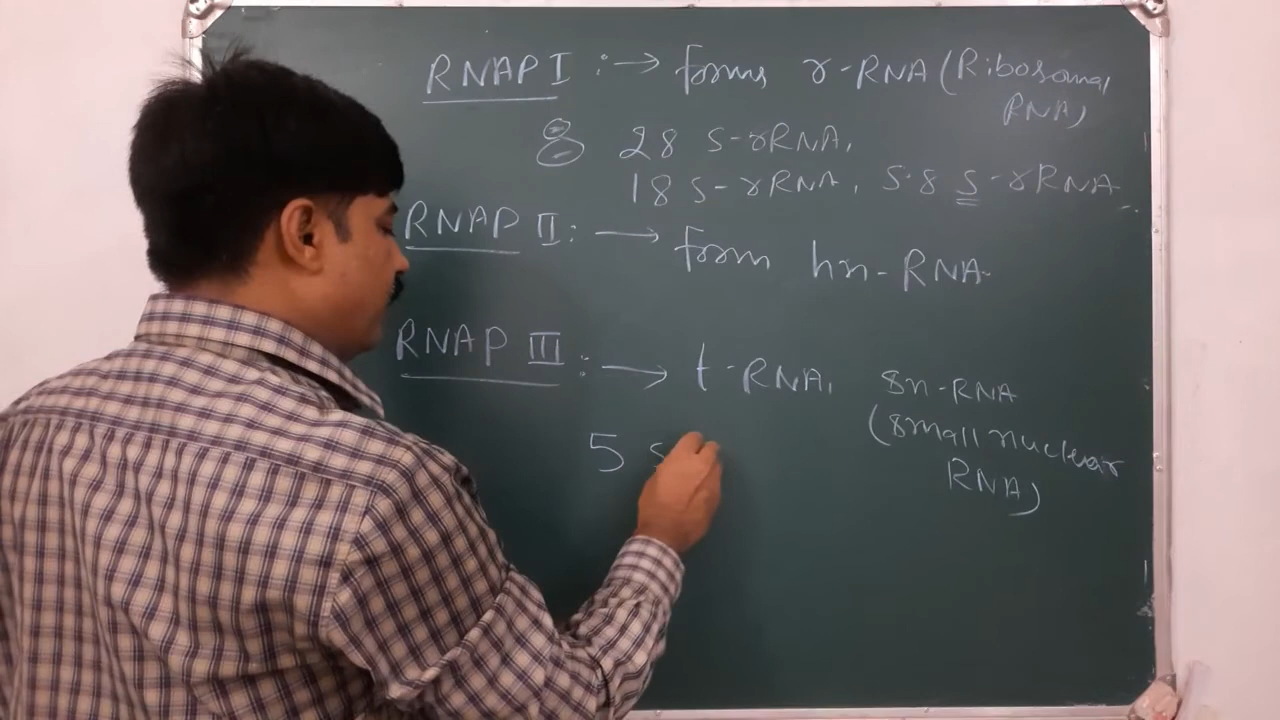 RNAP I :→ forms r-RNA (Ribosomal RNA)
8 28 s-rRNA,
18 s-rRNA, 5.8 s-rRNA
RNAP II :→ form hn-RNA
RNAP III :→ t-RNA, sn-RNA
(small nuclear
RNA)
5 s